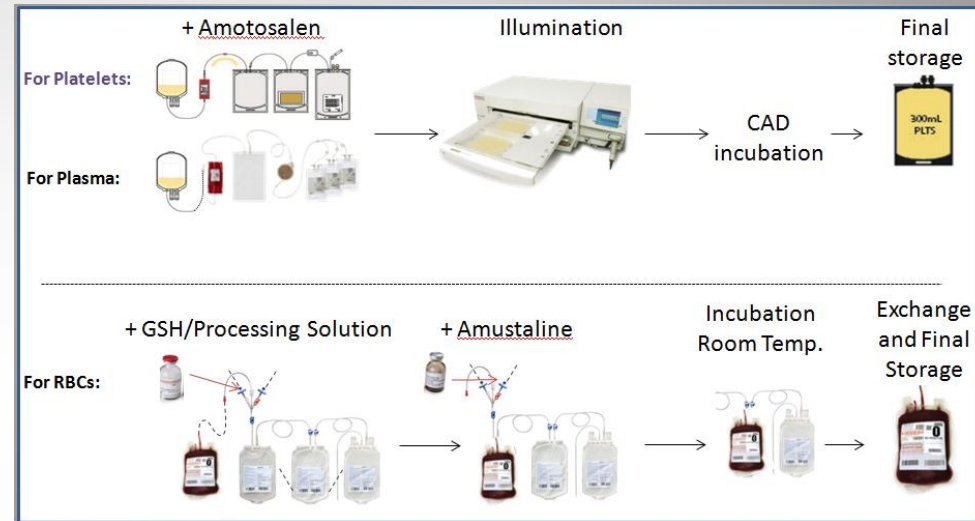 + Amotosalen
Illumination
Final
storage
For Platelets:
300mL
PLTS
CAD
incubation
For Plasma:
+ GSH/Processing Solution
+ Amustaline
Incubation
Room Temp.
Exchange
and Final
Storage
For RBCs: